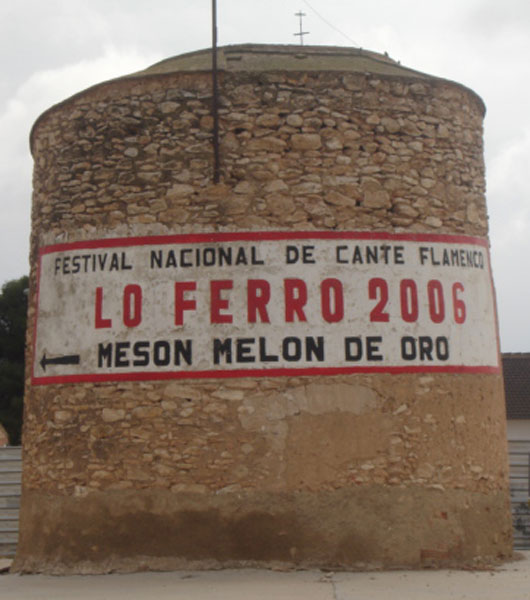 FESTIVAL NACIONAL DE CANTE FLAMENCO
LO FERRO 2006
MESON MELON DE ORO